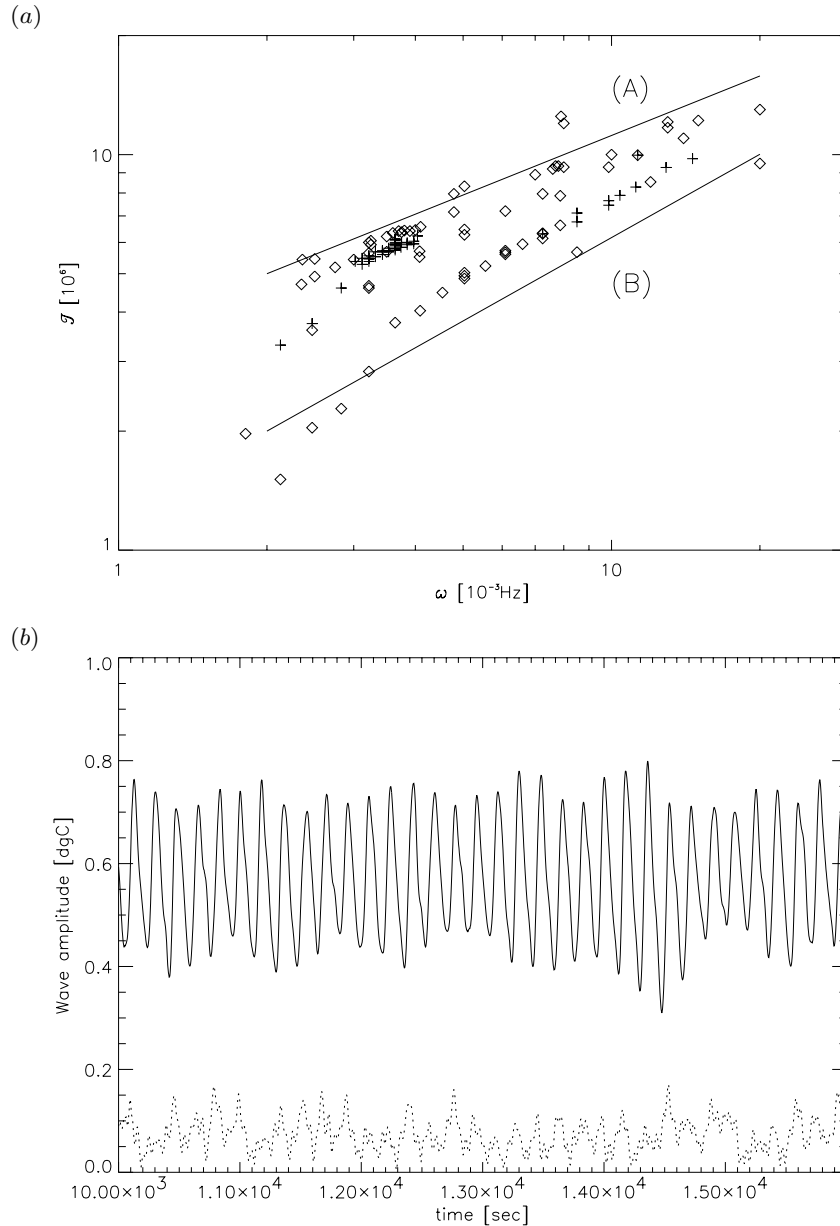 (a)
10
(A)
(B)
𝒯 [10⁶]
1
1
10
ω [10⁻³Hz]
(b)
1.0
0.8
0.6
0.4
0.2
0.0
Wave amplitude [dgC]
10.00×10³
1.10×10⁴
1.20×10⁴
1.30×10⁴
1.40×10⁴
1.50×10⁴
time [sec]